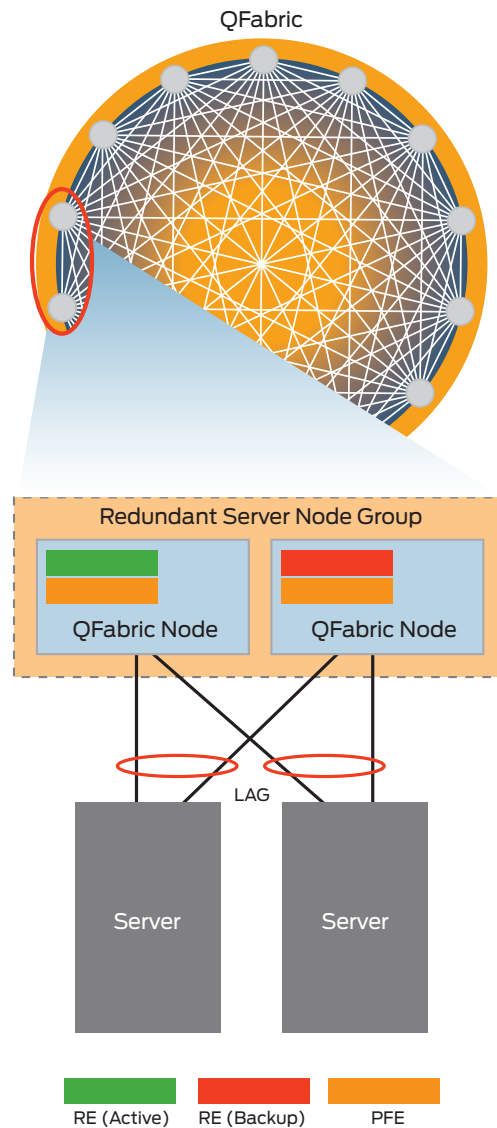 QFabric
Redundant Server Node Group
QFabric Node
QFabric Node
LAG
Server
Server
RE (Active)
RE (Backup)
PFE